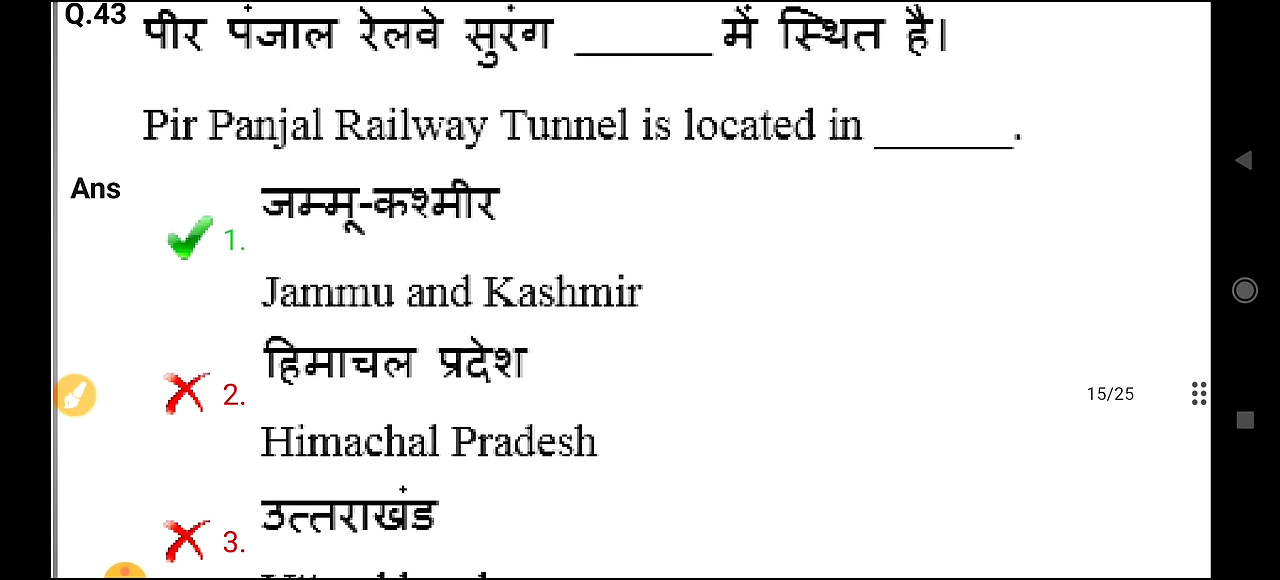 Q.43 पीर पंजाल रेलवे सुरंग ______ में स्थित है।
Pir Panjal Railway Tunnel is located in ______.
Ans
जम्मू-कश्मीर
1.
Jammu and Kashmir
हिमाचल प्रदेश
2.
15/25
Himachal Pradesh
उत्तराखंड
3.